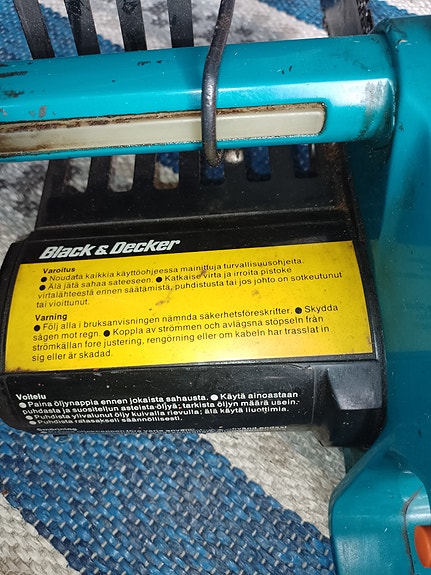 Black & Decker
Varoitus
● Noudata kaikkia käyttöohjeessa mainittuja turvallisuusohjeita.
● Älä jätä sahaa sateeseen. ● Katkaise virta ja irroita pistoke
virtalähteestä ennen säätämistä, puhdistusta tai jos johto on sotkeutunut
tai vioittunut.
Varning
● Följ alla i bruksanvisningen nämnda säkerhetsföreskrifter. ● Skydda
sågen mot regn. ● Koppla av strömmen och avlägsna stöpseln från
strömkällan före justering, rengörning eller om kabeln har trasslat in
sig eller är skadad.
Voitelu
● Paina öljynappia ennen jokaista sahausta. ● Käytä ainoastaan
puhdasta ja suositellun asteista öljyä; tarkista öljyn määrä usein.
● Puhdista ylivalunut öljy kuivalla rievulla; älä käytä liuottimia.
● Puhdista ratasakseli säännöllisesti.